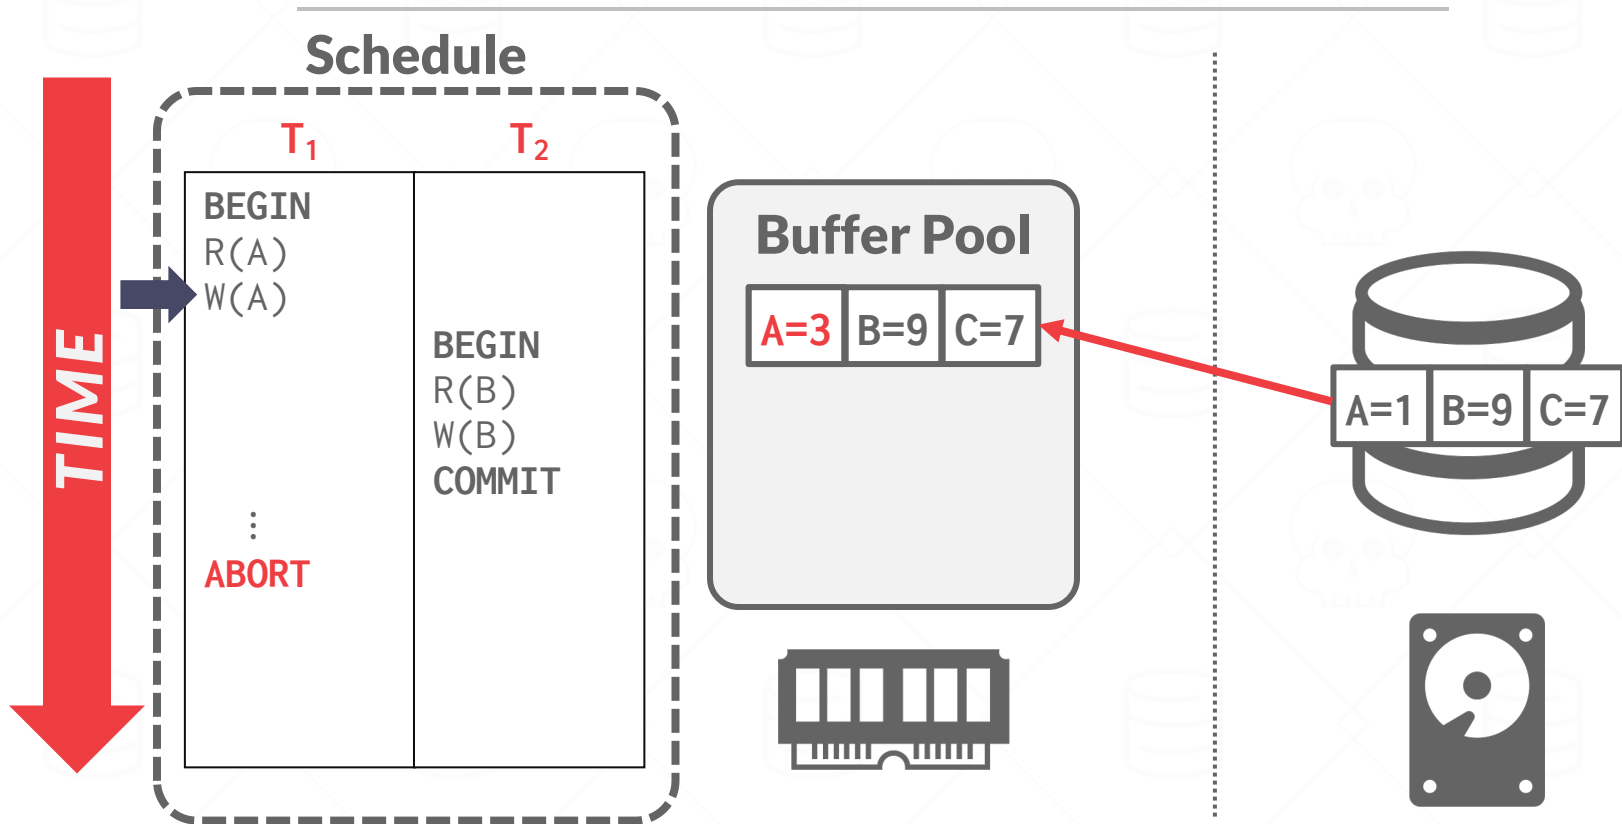 Schedule
TIME
T₁ T₂
BEGIN
R(A)
W(A)
BEGIN
R(B)
W(B)
COMMIT
⋮
ABORT
Buffer Pool
A=3 B=9 C=7
A=1 B=9 C=7